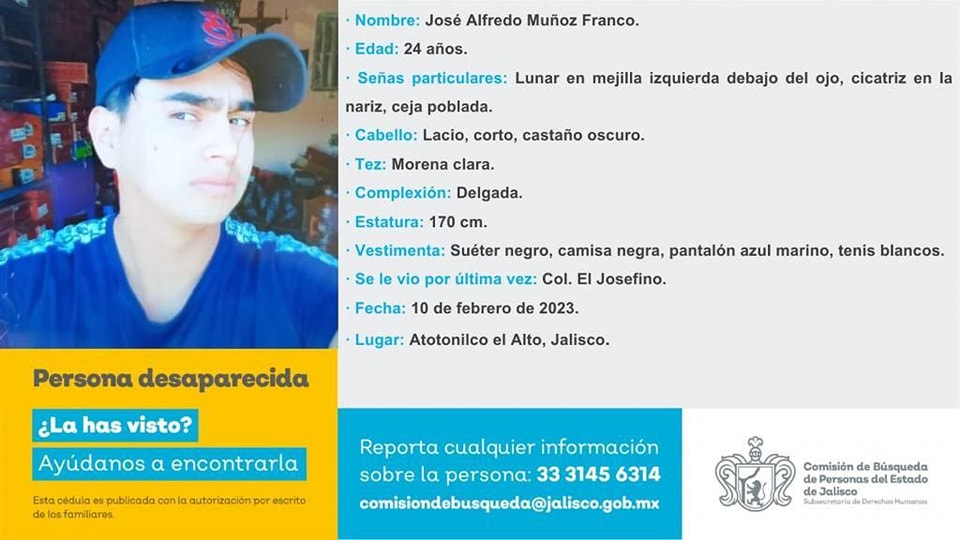 · Nombre: José Alfredo Muñoz Franco.
· Edad: 24 años.
· Señas particulares: Lunar en mejilla izquierda debajo del ojo, cicatriz en la
nariz, ceja poblada.
· Cabello: Lacio, corto, castaño oscuro.
· Tez: Morena clara.
· Complexión: Delgada.
· Estatura: 170 cm.
· Vestimenta: Suéter negro, camisa negra, pantalón azul marino, tenis blancos.
· Se le vio por última vez: Col. El Josefino.
· Fecha: 10 de febrero de 2023.
· Lugar: Atotonilco el Alto, Jalisco.
Persona desaparecida
¿La has visto?
Ayúdanos a encontrarla
Esta cédula es publicada con la autorización por escrito
de los familiares.
Reporta cualquier información
sobre la persona: 33 3145 6314
comisiondebusqueda@jalisco.gob.mx
Comisión de Búsqueda
de Personas del Estado
de Jalisco
Subsecretaría de Derechos Humanos